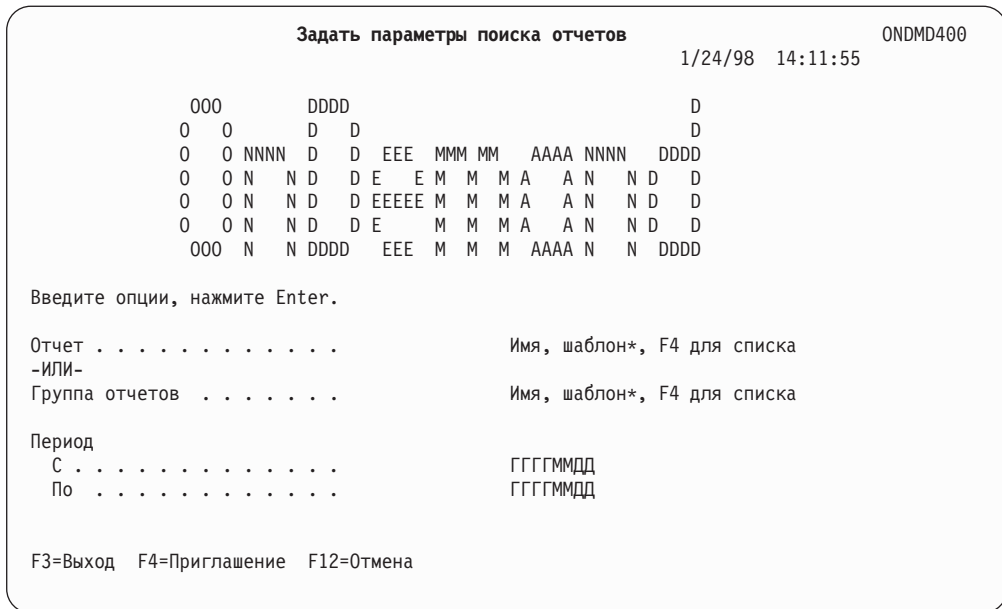 Задать параметры поиска отчетов ONDMD400
1/24/98 14:11:55
OOO DDDD D
O O D D D
O O NNNN D D EEE MMM MM AAAA NNNN DDDD
O O N N D D E E M M M A A N N D D
O O N N D D EEEEE M M M A A N N D D
O O N N D D E M M M A A N N D D
OOO N N DDDD EEE M M M AAAA N N DDDD
Введите опции, нажмите Enter.
Отчет . . . . . . . . . . . . Имя, шаблон*, F4 для списка
-ИЛИ-
Группа отчетов . . . . . . . Имя, шаблон*, F4 для списка
Период
С . . . . . . . . . . . . . ГГГГММДД
По . . . . . . . . . . . . ГГГГММДД
F3=Выход F4=Приглашение F12=Отмена